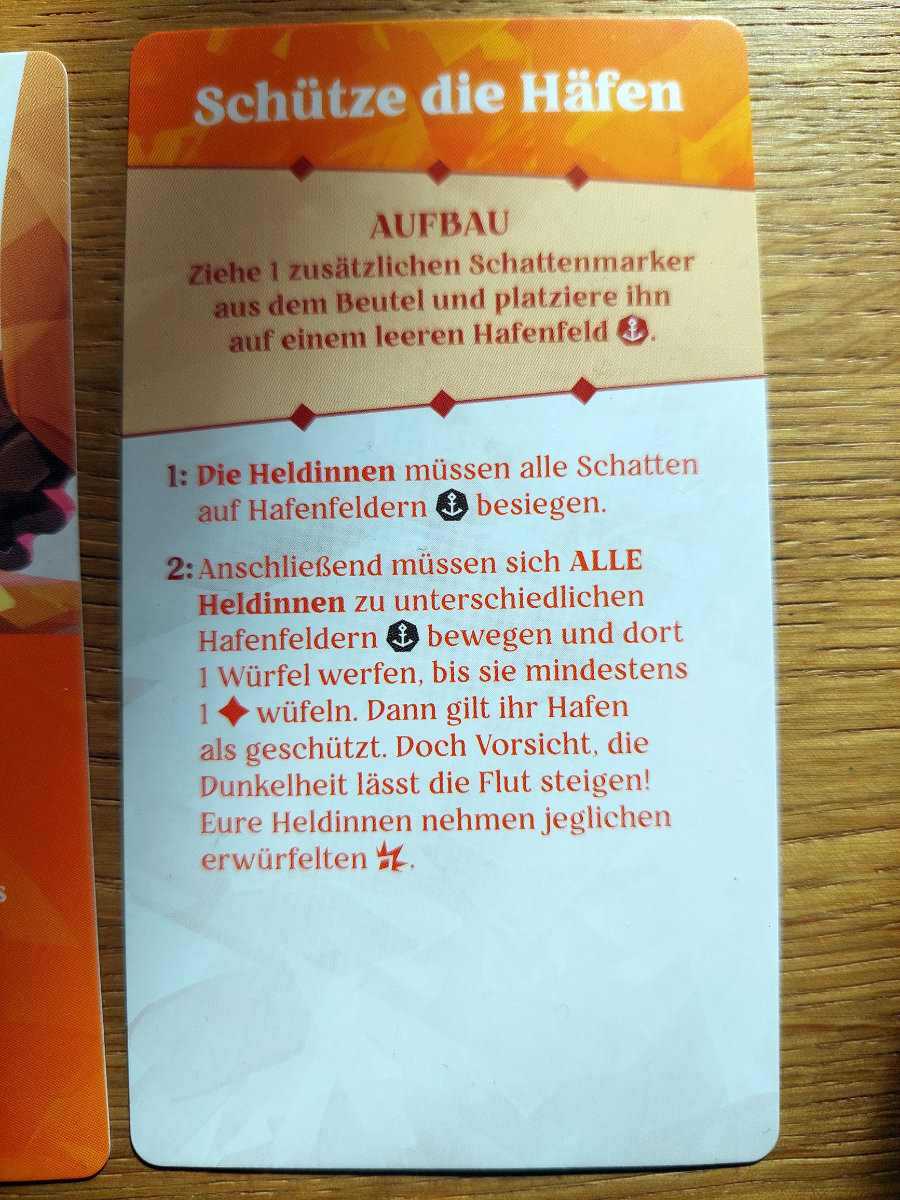 Schütze die Häfen
AUFBAU
Ziehe 1 zusätzlichen Schattenmarker
aus dem Beutel und platziere ihn
auf einem leeren Hafenfeld .
1: Die Heldinnen müssen alle Schatten
auf Hafenfeldern besiegen.
2: Anschließend müssen sich ALLE
Heldinnen zu unterschiedlichen
Hafenfeldern bewegen und dort
1 Würfel werfen, bis sie mindestens
1 wüfeln. Dann gilt ihr Hafen
als geschützt. Doch Vorsicht, die
Dunkelheit lässt die Flut steigen!
Eure Heldinnen nehmen jeglichen
erwürfelten .
s